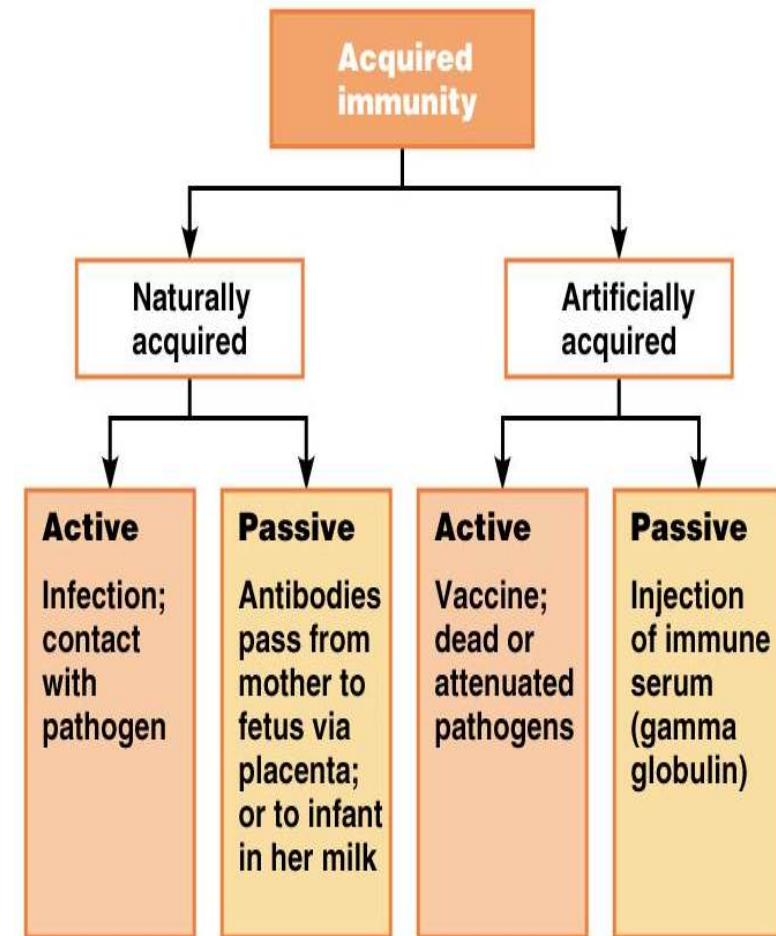 Acquired
immunity
Naturally
acquired
Artificially
acquired
Active
Infection;
contact
with
pathogen
Passive
Antibodies
pass from
mother to
fetus via
placenta;
or to infant
in her milk
Active
Vaccine;
dead or
attenuated
pathogens
Passive
Injection
of immune
serum
(gamma
globulin)